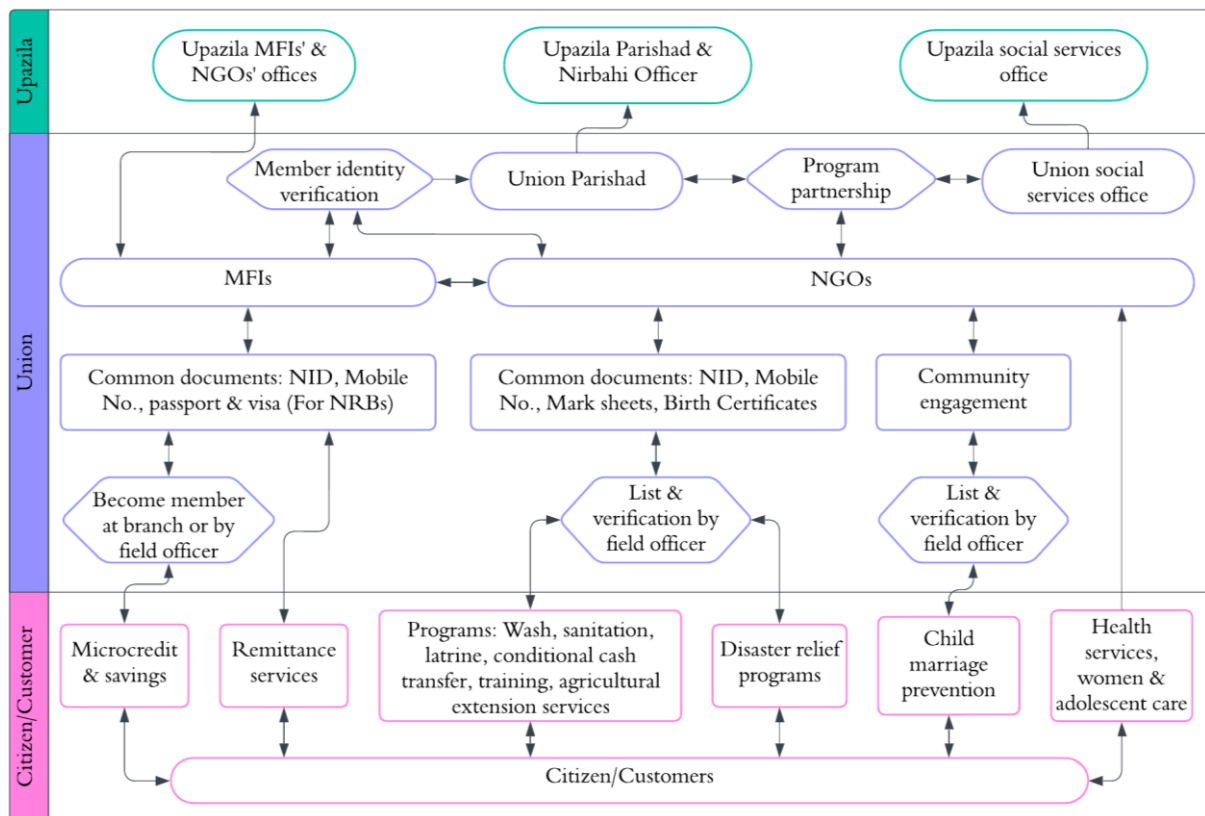 Upazila
Upazila MFIs' &
NGOs' offices
Upazila Parishad &
Nirbahi Officer
Upazila social services
office
Union
Member identity
verification
Union Parishad
Program
partnership
Union social
services office
MFIs
NGOs
Common documents: NID, Mobile
No., passport & visa (For NRBs)
Common documents: NID, Mobile
No., Mark sheets, Birth Certificates
Community
engagement
Become member
at branch or by
field officer
List &
verification by
field officer
List &
verification by
field officer
Citizen/Customer
Microcredit
& savings
Remittance
services
Programs: Wash, sanitation,
latrine, conditional cash
transfer, training, agricultural
extension services
Disaster relief
programs
Child
marriage
prevention
Health
services,
women &
adolescent care
Citizen/Customers